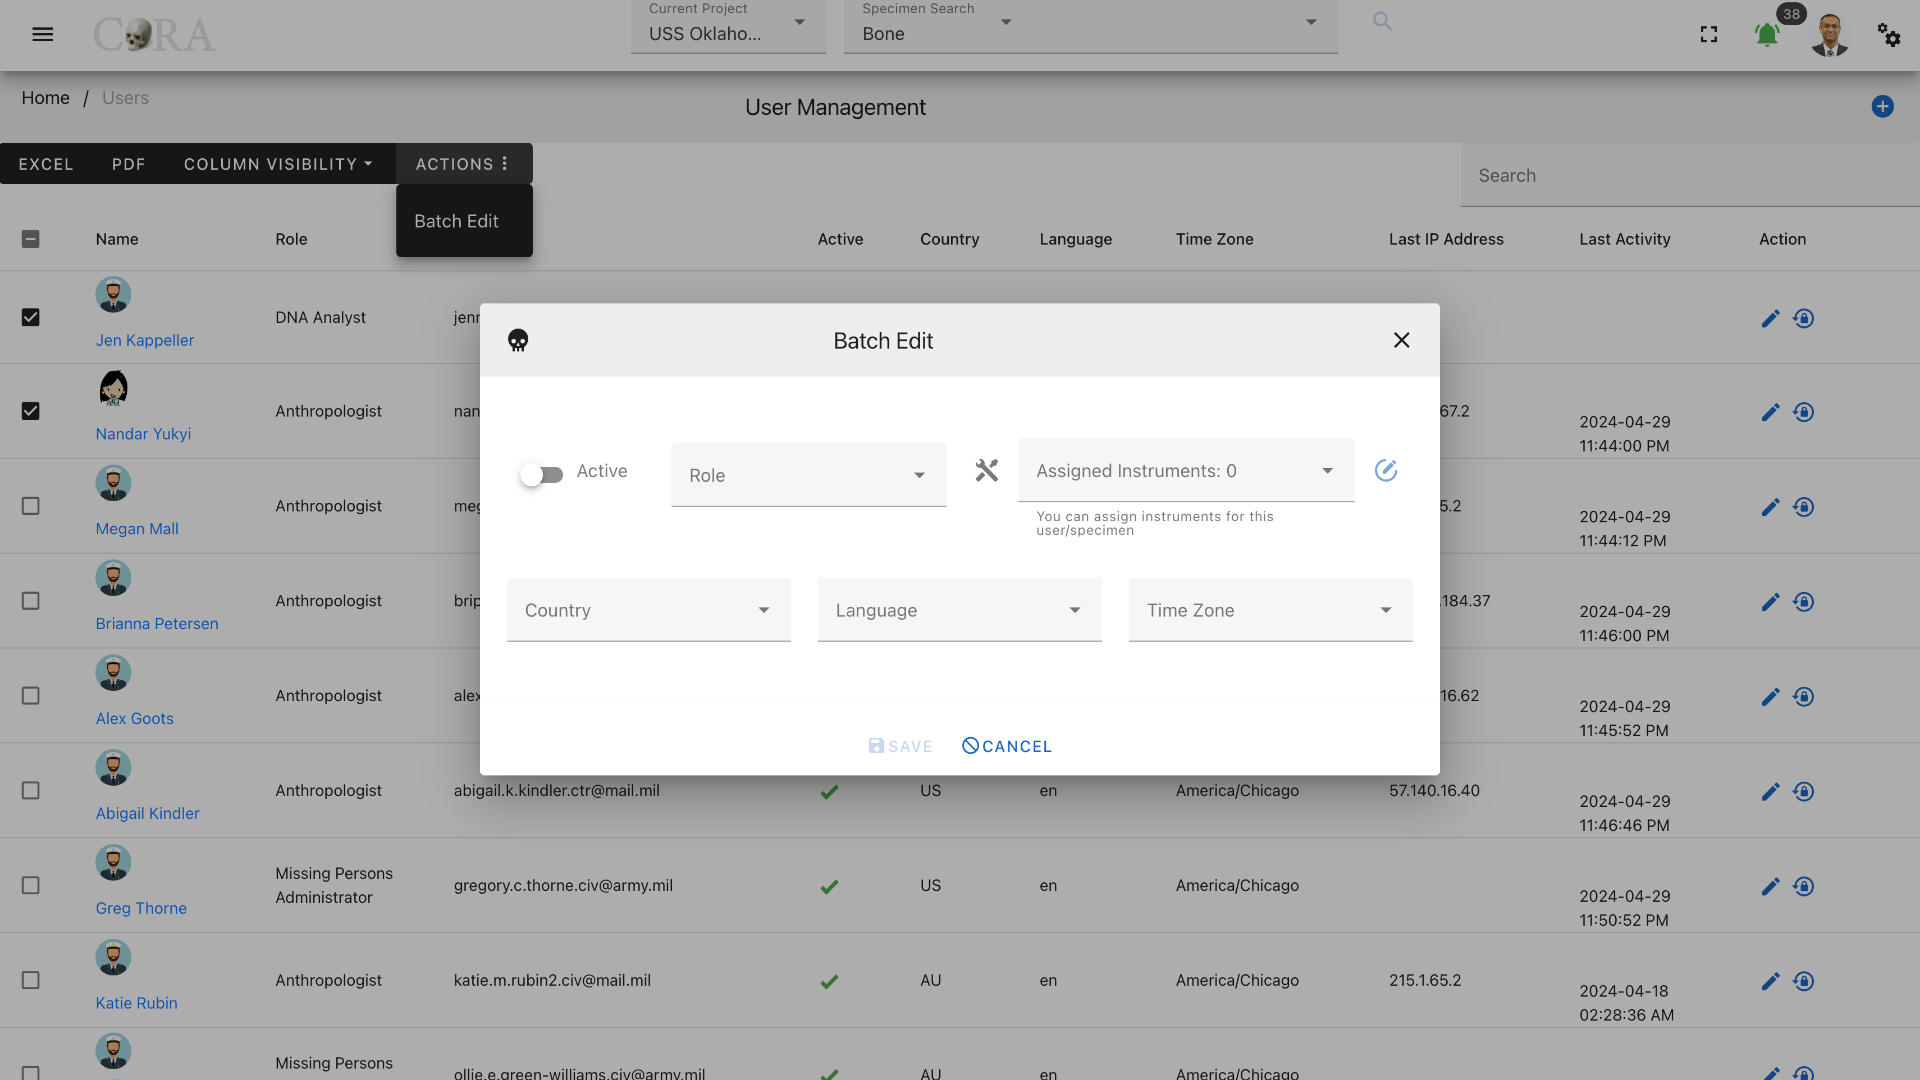 CORA
Current Project
USS Oklaho...
Specimen Search
Bone
38
Home / Users
User Management
EXCEL PDF COLUMN VISIBILITY ACTIONS
Search
Batch Edit
Name Role Active Country Language Time Zone Last IP Address Last Activity Action
Jen Kappeller DNA Analyst jenn
Batch Edit
Nandar Yukyi Anthropologist nan 67.2 2024-04-29
11:44:00 PM
Active
Role
Assigned Instruments: 0
You can assign instruments for this
user/specimen
Megan Mall Anthropologist meg 5.2 2024-04-29
11:44:12 PM
Country
Language
Time Zone
Brianna Petersen Anthropologist brip .184.37 2024-04-29
11:46:00 PM
Alex Goots Anthropologist alex 16.62 2024-04-29
11:45:52 PM
SAVE CANCEL
Abigail Kindler Anthropologist abigail.k.kindler.ctr@mail.mil US en America/Chicago 57.140.16.40 2024-04-29
11:46:46 PM
Greg Thorne Missing Persons
Administrator gregory.c.thorne.civ@army.mil US en America/Chicago 2024-04-29
11:50:52 PM
Katie Rubin Anthropologist katie.m.rubin2.civ@mail.mil AU en America/Chicago 215.1.65.2 2024-04-18
02:28:36 AM
Missing Persons
ollie.e.green-williams.civ@army.mil AU en America/Chicago